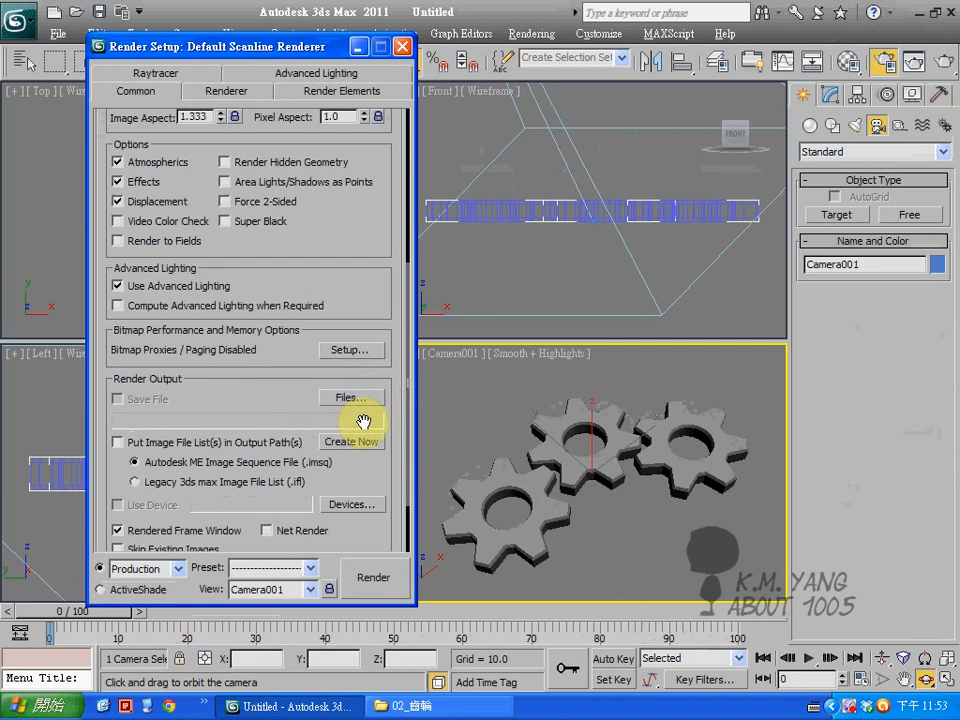 Autodesk 3ds Max 2011 Untitled
Type a keyword or phrase
File
Graph Editors Rendering Customize MAXScript Help
Render Setup: Default Scanline Renderer
Create Selection Set
Raytracer Advanced Lighting
Common Renderer Render Elements
Image Aspect: 1.333 Pixel Aspect: 1.0
Options
Atmospherics Render Hidden Geometry
Effects Area Lights/Shadows as Points
Displacement Force 2-Sided
Video Color Check Super Black
Render to Fields
Advanced Lighting
Use Advanced Lighting
Compute Advanced Lighting when Required
Bitmap Performance and Memory Options
Bitmap Proxies / Paging Disabled Setup...
Render Output
Save File Files...
Put Image File List(s) in Output Path(s) Create Now
Autodesk ME Image Sequence File (.imsq)
Legacy 3ds max Image File List (.ifl)
Use Device Devices...
Rendered Frame Window Net Render
Skip Existing Images
Production Preset: -------------------
ActiveShade View: Camera001
Render
[ + ] Top ] Wire
[ + ] Front ] Wireframe ]
FRONT
[ + ] Left ] Wire
[ Camera001 ] [ Smooth + Highlights ]
K.M. YANG
ABOUT 1005
Standard
Object Type
AutoGrid
Target Free
Name and Color
Camera001
0 / 100
0 10 20 30 40 50 60 70 80 90 100
1 Camera Sele X: Y: Z: Grid = 10.0 Auto Key Selected
Menu Title: Click and drag to orbit the camera Add Time Tag Set Key Key Filters... 0
開始 Untitled - Autodesk 3d... 02_齒輪 下午 11:53